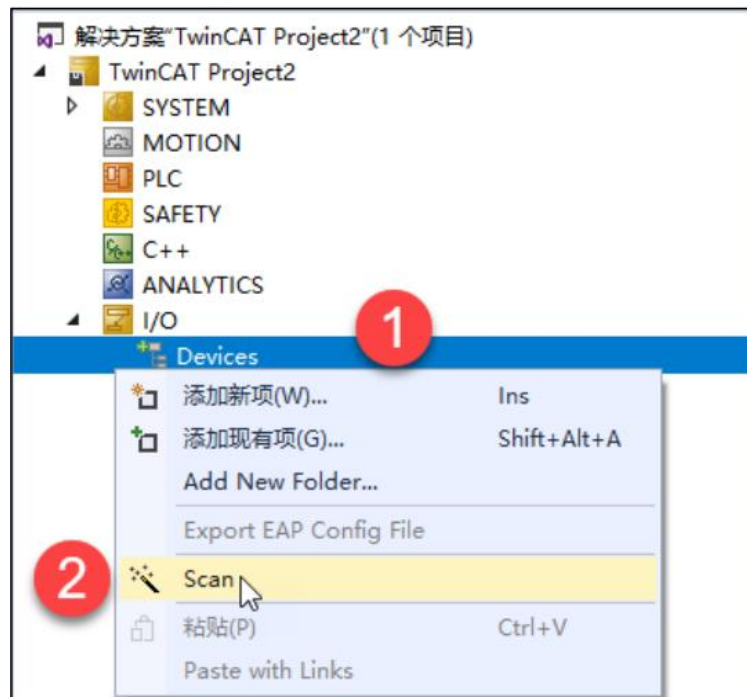 解决方案"TwinCAT Project2"(1 个项目)
TwinCAT Project2
SYSTEM
MOTION
PLC
SAFETY
C++
ANALYTICS
I/O
1
Devices
添加新项(W)... Ins
添加现有项(G)... Shift+Alt+A
Add New Folder...
Export EAP Config File
2
Scan
粘贴(P) Ctrl+V
Paste with Links